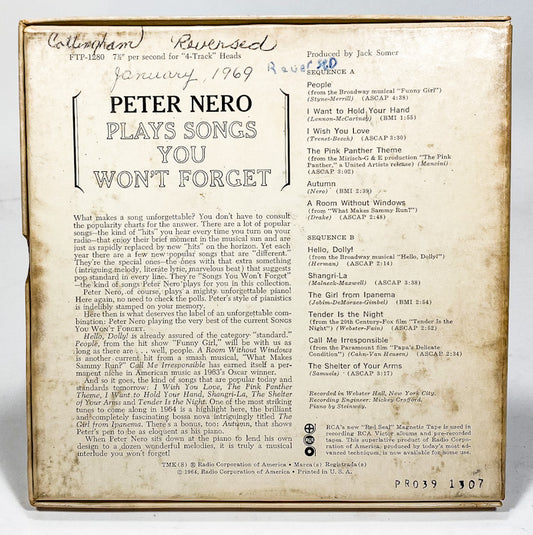 Cottingham Reversed
FTP-1280 7½" per second for "4-Track" Heads
January, 1969
PETER NERO
PLAYS SONGS
YOU
WON'T FORGET
What makes a song unforgettable? You don't have to consult
the popularity charts for the answer. There are a lot of popular
songs—the kind of "hits" you hear every time you turn on your
radio—that enjoy their brief moment in the musical sun and are
just as rapidly replaced by new "hits" on the horizon. Yet each
year there are a few new popular songs that are "different."
They're the special ones—the ones with that extra something
(intriguing melody, literate lyric, marvelous beat) that suggests
pop standard in every line. They're "Songs You Won't Forget"
—the kind of songs Peter Nero plays for you in this collection.
Peter Nero, of course, plays a mighty unforgettable piano!
Here again, no need to check the polls. Peter's style of pianistics
is indelibly stamped on your memory.
Here then is what deserves the label of an unforgettable com-
bination: Peter Nero playing the very best of the current SONGS
YOU WON'T FORGET.
Hello, Dolly! is already assured of the category "standard."
People, from the hit show "Funny Girl," will be with us as
long as there are . . . well, people. A Room Without Windows
is another current hit from a smash musical, "What Makes
Sammy Run?" Call Me Irresponsible has earned itself a perm-
anent niche in American music as 1963's Oscar winner.
And so it goes, the kind of songs that are popular today and
standards tomorrow: I Wish You Love, The Pink Panther
Theme, I Want to Hold Your Hand, Shangri-La, The Shelter
of Your Arms and Tender Is the Night. One of the most striking
tunes to come along in 1964 is a highlight here, the brilliant
and completely fascinating bossa nova intriguingly titled The
Girl from Ipanema. There's a bonus, too: Autumn, that shows
Peter's pen to be as eloquent as his piano.
When Peter Nero sits down at the piano to lend his own
design to a dozen wonderful melodies, it is truly a musical
interlude you won't forget!
TMK(S) ® Radio Corporation of America • Marca(s) Registrada(s)
© 1964, Radio Corporation of America • Printed in U. S. A.
Produced by Jack Somer
SEQUENCE A
People
(from the Broadway musical "Funny Girl")
(Styne-Merrill) (ASCAP 4:38)
I Want to Hold Your Hand
(Lennon-McCartney) (BMI 1:55)
I Wish You Love
(Trenet-Beach) (ASCAP 3:30)
The Pink Panther Theme
(from the Mirisch-G & E production "The Pink
Panther," a United Artists release) (Mancini)
(ASCAP 3:02)
Autumn
(Nero) (BMI 2:39)
A Room Without Windows
(from "What Makes Sammy Run?")
(Drake) (ASCAP 2:48)
SEQUENCE B
Hello, Dolly!
(from the Broadway musical "Hello, Dolly!")
(Herman) (ASCAP 2:14)
Shangri-La
(Malneck-Maxwell) (ASCAP 3:38)
The Girl from Ipanema
(Jobim-DeMoraes-Gimbel) (BMI 2:54)
Tender Is the Night
(from the 20th Century-Fox film "Tender Is the
Night") (Webster-Fain) (ASCAP 2:52)
Call Me Irresponsible
(from the Paramount film "Papa's Delicate
Condition") (Cahn-Van Heusen) (ASCAP 2:34)
The Shelter of Your Arms
(Samuels) (ASCAP 3:17)
Recorded in Webster Hall, New York City.
Recording Engineer: Mickey Crofford.
Piano by Steinway.
RCA's new "Red Seal" Magnetic Tape is used in
recording RCA Victor albums and pre-recorded
tapes. This superlative product of Radio Corpo-
ration of America, produced by today's most ad-
vanced techniques, is now available for home use.
PR039 1307